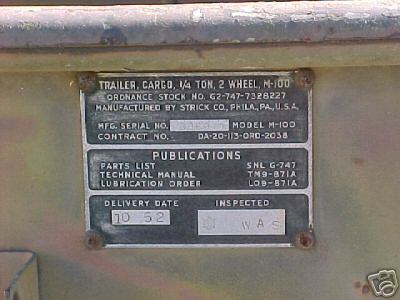 TRAILER, CARGO, 1/4 TON, 2 WHEEL, M-100
ORDNANCE STOCK NO. G2-747-7328227
MANUFACTURED BY STRICK CO., PHILA., PA., U.S.A.
MFG. SERIAL NO. MODEL M-100
CONTRACT NO. DA-20-113-ORD-2038
PUBLICATIONS
PARTS LIST SNL G-747
TECHNICAL MANUAL TM9-871A
LUBRICATION ORDER LO9-871A
DELIVERY DATE INSPECTED
10 52 WAS